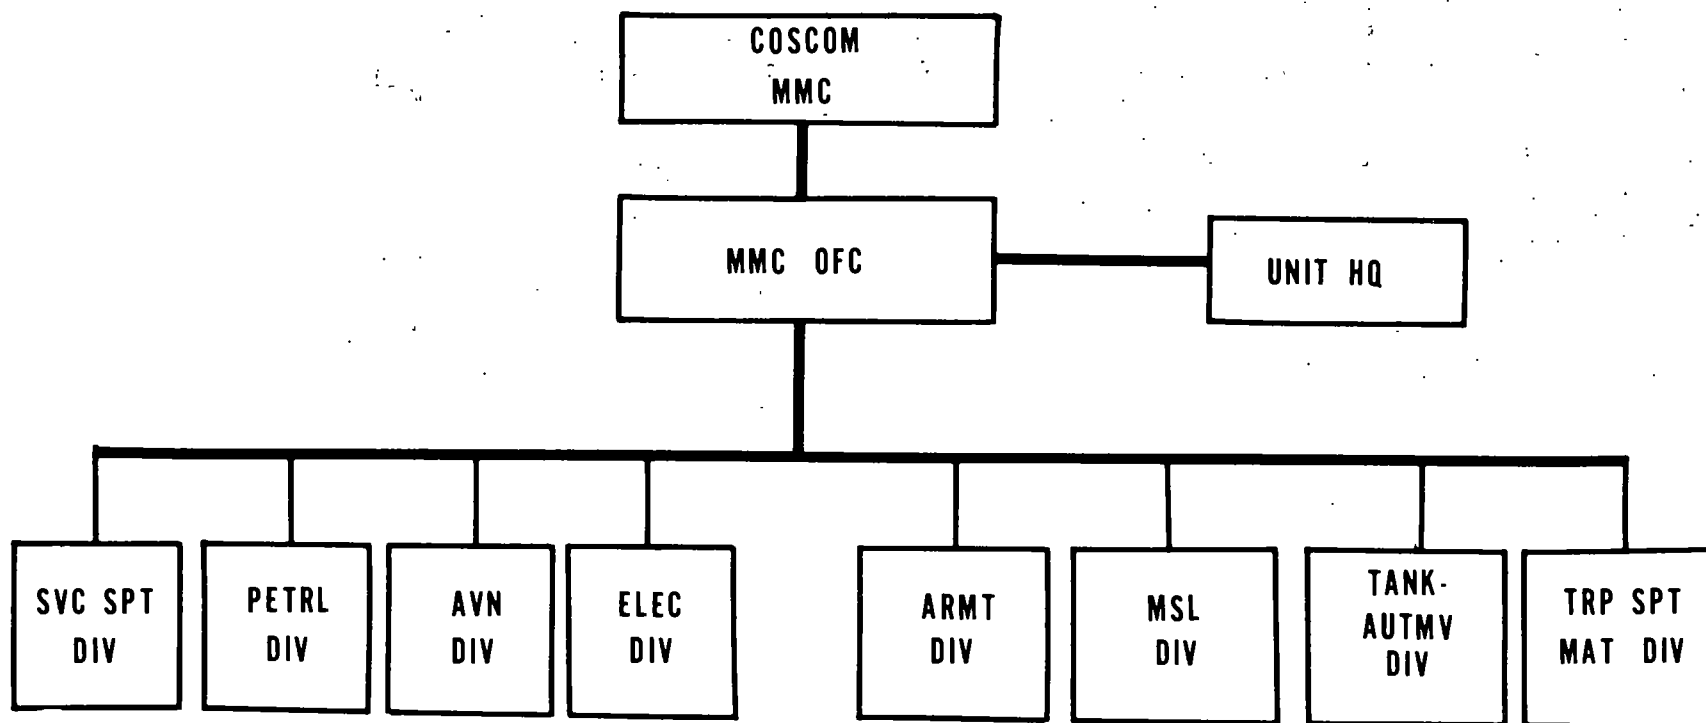 COSCOM
MMC
MMC OFC
UNIT HQ
SVC SPT
DIV
PETRL
DIV
AVN
DIV
ELEC
DIV
ARMT
DIV
MSL
DIV
TANK-
AUTMV
DIV
TRP SPT
MAT DIV